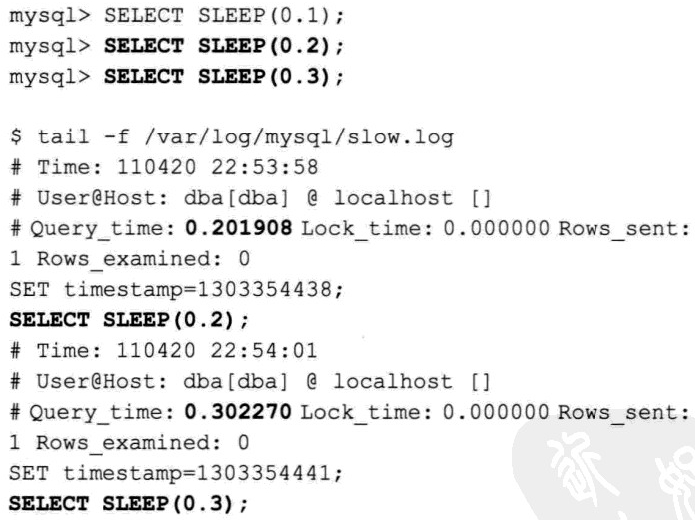 mysql> SELECT SLEEP(0.1);
mysql> SELECT SLEEP(0.2);
mysql> SELECT SLEEP(0.3);
$ tail -f /var/log/mysql/slow.log
# Time: 110420 22:53:58
# User@Host: dba[dba] @ localhost []
# Query_time: 0.201908 Lock_time: 0.000000 Rows_sent:
1 Rows_examined: 0
SET timestamp=1303354438;
SELECT SLEEP(0.2);
# Time: 110420 22:54:01
# User@Host: dba[dba] @ localhost []
# Query_time: 0.302270 Lock_time: 0.000000 Rows_sent:
1 Rows_examined: 0
SET timestamp=1303354441;
SELECT SLEEP(0.3);